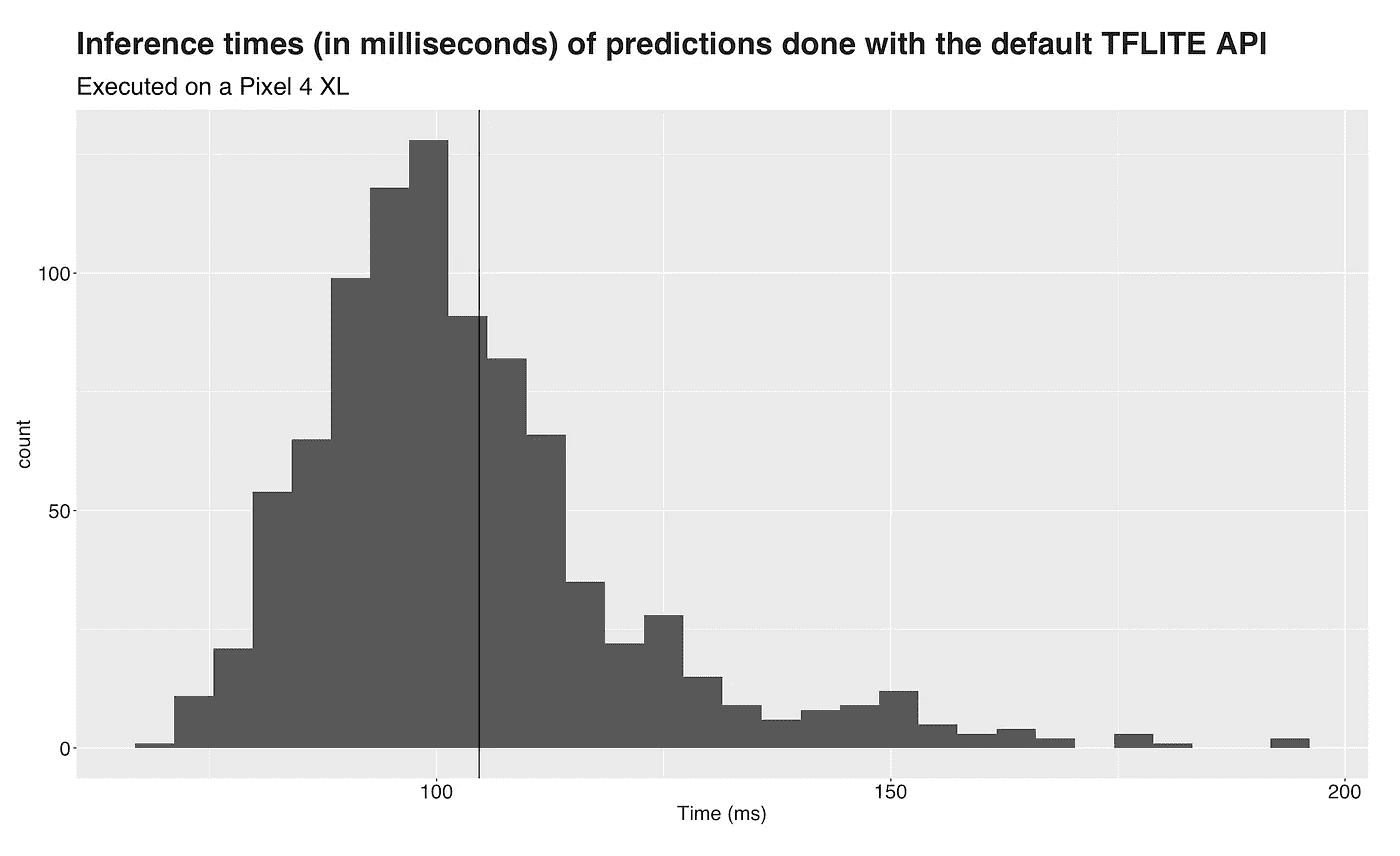 Inference times (in milliseconds) of predictions done with the default TFLITE API
Executed on a Pixel 4 XL
100
50
0
count
100 150 200
Time (ms)